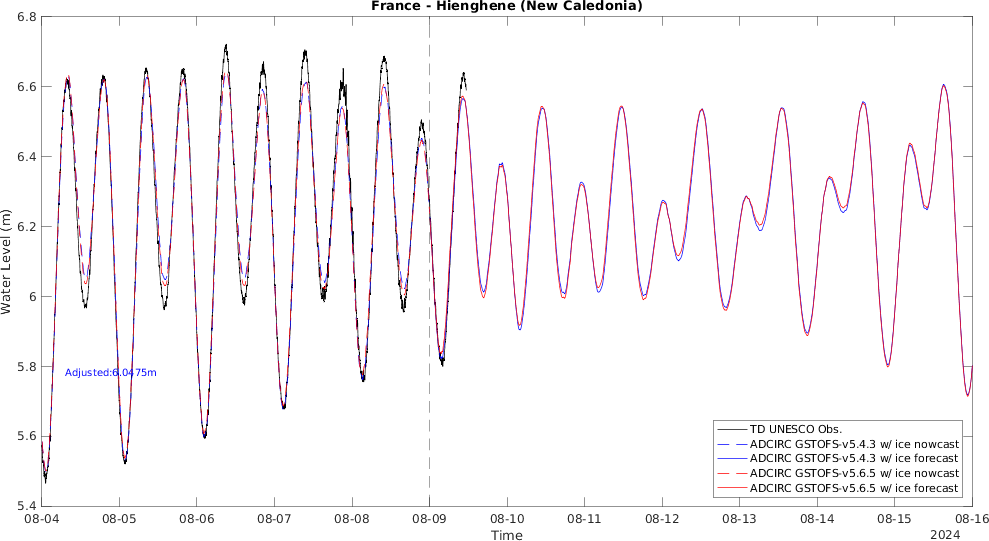 France - Hienghene (New Caledonia)
6.8
6.6
6.4
6.2
6
5.8
5.6
5.4
Water Level (m)
Adjusted:6.0475m
TD UNESCO Obs.
ADCIRC GSTOFS-v5.4.3 w/ ice nowcast
ADCIRC GSTOFS-v5.4.3 w/ ice forecast
ADCIRC GSTOFS-v5.6.5 w/ ice nowcast
ADCIRC GSTOFS-v5.6.5 w/ ice forecast
08-04 08-05 08-06 08-07 08-08 08-09 08-10 08-11 08-12 08-13 08-14 08-15 08-16
Time
2024